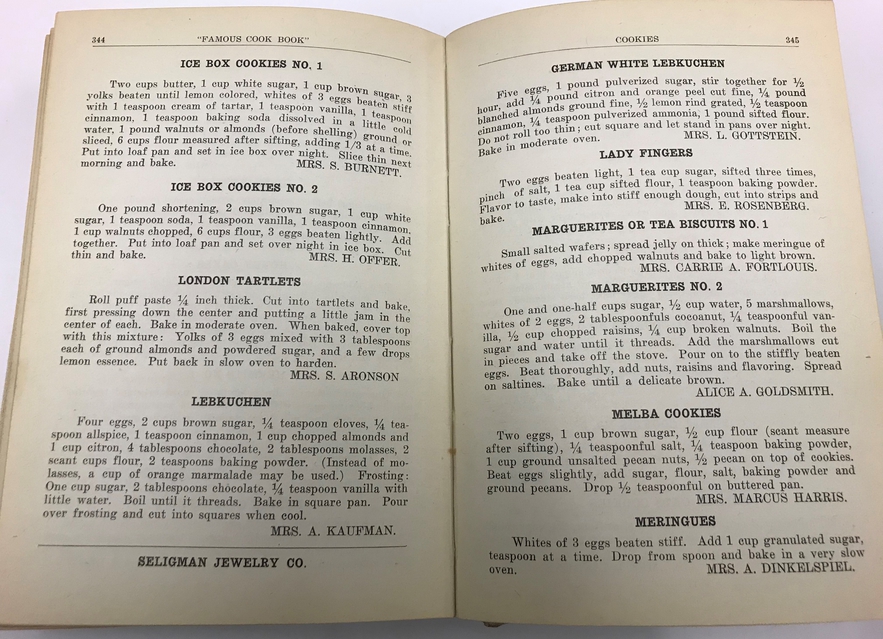 344 "FAMOUS COOK BOOK"
ICE BOX COOKIES NO. 1
Two cups butter, 1 cup white sugar, 1 cup brown sugar, 3
yolks beaten until lemon colored, whites of 3 eggs beaten stiff
with 1 teaspoon cream of tartar, 1 teaspoon vanilla, 1 teaspoon
cinnamon, 1 teaspoon baking soda dissolved in a little cold
water, 1 pound walnuts or almonds (before shelling) ground or
sliced, 6 cups flour measured after sifting, adding 1/3 at a time.
Put into loaf pan and set in ice box over night. Slice thin next
morning and bake. MRS. S. BURNETT.
ICE BOX COOKIES NO. 2
One pound shortening, 2 cups brown sugar, 1 cup white
sugar, 1 teaspoon soda, 1 teaspoon vanilla, 1 teaspoon cinnamon.
1 cup walnuts chopped, 6 cups flour, 3 eggs beaten lightly. Add
together. Put into loaf pan and set over night in ice box. Cut
thin and bake. MRS. H. OFFER.
LONDON TARTLETS
Roll puff paste ¼ inch thick. Cut into tartlets and bake,
first pressing down the center and putting a little jam in the
center of each. Bake in moderate oven. When baked, cover top
with this mixture: Yolks of 3 eggs mixed with 3 tablespoons
each of ground almonds and powdered sugar, and a few drops
lemon essence. Put back in slow oven to harden.
MRS. S. ARONSON
LEBKUCHEN
Four eggs, 2 cups brown sugar, ¼ teaspoon cloves, ¼ tea-
spoon allspice, 1 teaspoon cinnamon, 1 cup chopped almonds and
1 cup citron, 4 tablespoons chocolate, 2 tablespoons molasses, 2
scant cups flour, 2 teaspoons baking powder. (Instead of mo-
lasses, a cup of orange marmalade may be used.) Frosting:
One cup sugar, 2 tablespoons chocolate, ¼ teaspoon vanilla with
little water. Boil until it threads. Bake in square pan. Pour
over frosting and cut into squares when cool.
MRS. A. KAUFMAN.
SELIGMAN JEWELRY CO.
COOKIES 345
GERMAN WHITE LEBKUCHEN
Five eggs, 1 pound pulverized sugar, stir together for ½
hour, add ¼ pound citron and orange peel cut fine, ¼ pound
blanched almonds ground fine, ½ lemon rind grated, ½ teaspoon
cinnamon, ¼ teaspoon pulverized ammonia, 1 pound sifted flour.
Do not roll too thin; cut square and let stand in pans over night.
Bake in moderate oven. MRS. L. GOTTSTEIN.
LADY FINGERS
Two eggs beaten light, 1 tea cup sugar, sifted three times,
pinch of salt, 1 tea cup sifted flour, 1 teaspoon baking powder.
Flavor to taste, make into stiff enough dough, cut into strips and
bake. MRS. E. ROSENBERG.
MARGUERITES OR TEA BISCUITS NO. 1
Small salted wafers; spread jelly on thick; make meringue of
whites of eggs, add chopped walnuts and bake to light brown.
MRS. CARRIE A. FORTLOUIS.
MARGUERITES NO. 2
One and one-half cups sugar, ½ cup water, 5 marshmallows,
whites of 2 eggs, 2 tablespoonfuls cocoanut, ¼ teaspoonful van-
illa, ½ cup chopped raisins, ¼ cup broken walnuts. Boil the
sugar and water until it threads. Add the marshmallows cut
in pieces and take off the stove. Pour on to the stiffly beaten
eggs. Beat thoroughly, add nuts, raisins and flavoring. Spread
on saltines. Bake until a delicate brown.
ALICE A. GOLDSMITH.
MELBA COOKIES
Two eggs, 1 cup brown sugar, ½ cup flour (scant measure
after sifting), ¼ teaspoonful salt, ¼ teaspoon baking powder,
1 cup ground unsalted pecan nuts, ½ pecan on top of cookies.
Beat eggs slightly, add sugar, flour, salt, baking powder and
ground pecans. Drop ½ teaspoonful on buttered pan.
MRS. MARCUS HARRIS.
MERINGUES
Whites of 3 eggs beaten stiff. Add 1 cup granulated sugar,
teaspoon at a time. Drop from spoon and bake in a very slow
oven. MRS. A. DINKELSPIEL.